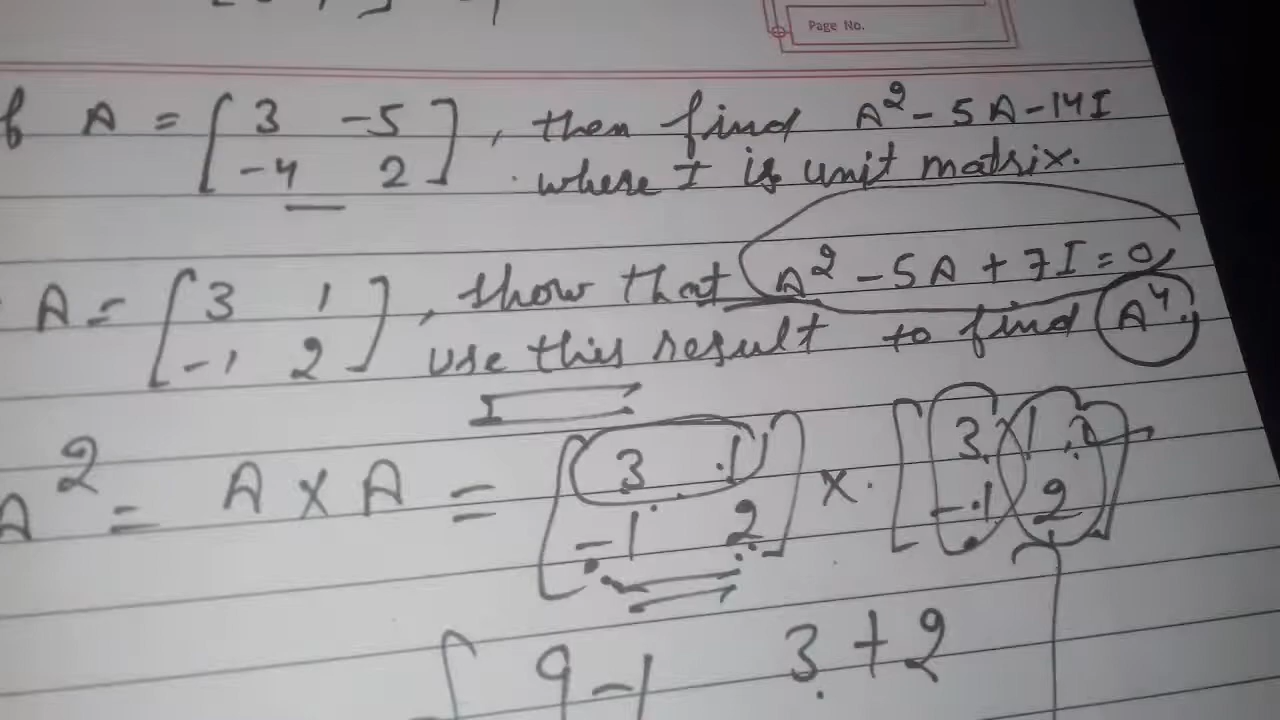 Page No.
A = [ 3 -5 ], then find A² - 5A - 14I
[ -4 2 ] . where I is unit matrix.
A = [ 3 1 ], show that A² - 5A + 7I = 0,
[ -1 2 ] use this result to find A⁴.
A² = A × A = [ 3 1 ] × [ 3 1 ]
[ -1 2 ] [ -1 2 ]
[ 9 - 1 3 + 2